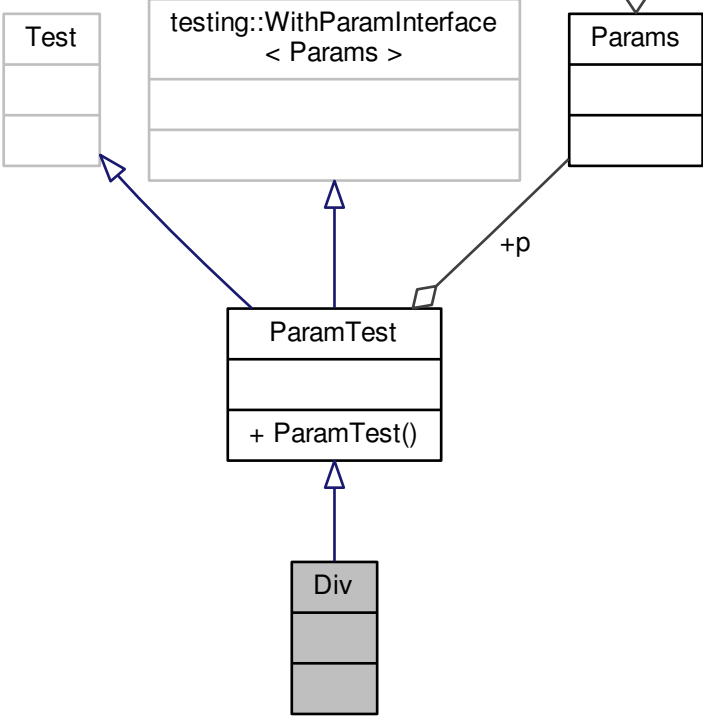 Test
testing::WithParamInterface
< Params >
Params
+p
ParamTest
+ ParamTest()
Div